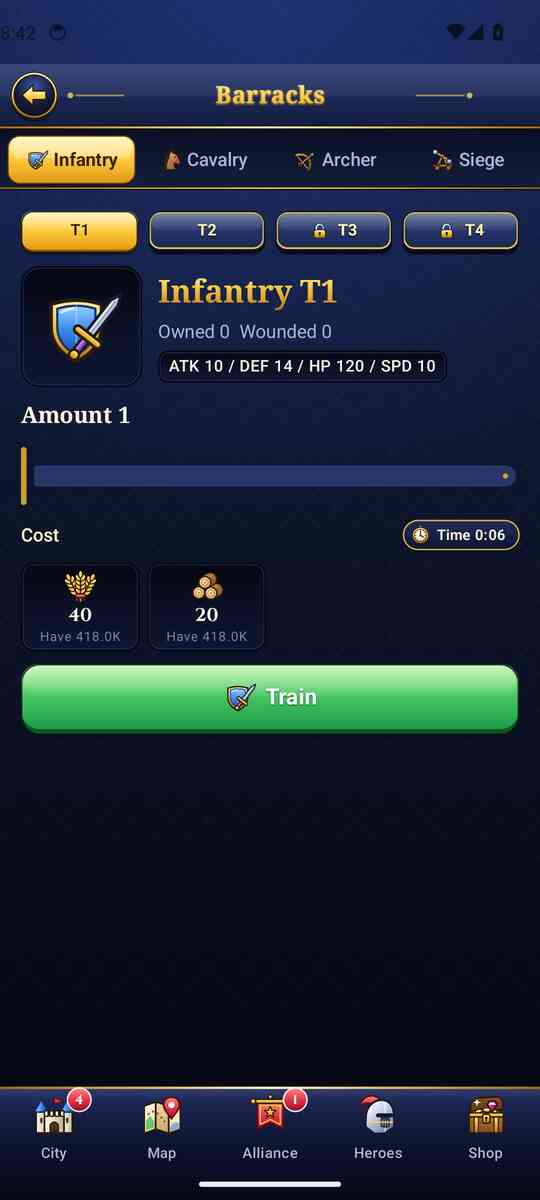 8:42
Barracks
Infantry Cavalry Archer Siege
T1 T2 T3 T4
Infantry T1
Owned 0 Wounded 0
ATK 10 / DEF 14 / HP 120 / SPD 10
Amount 1
Cost Time 0:06
40 20
Have 418.0K Have 418.0K
Train
4 1
City Map Alliance Heroes Shop